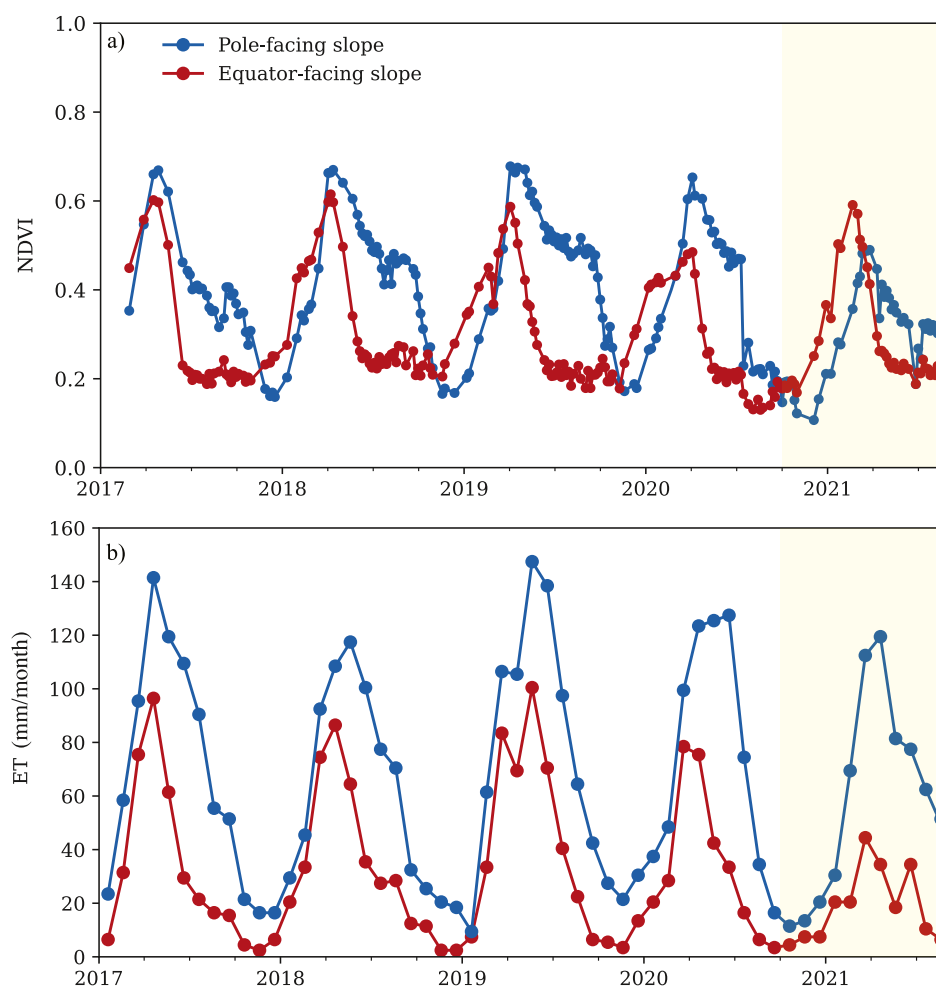 1.0
a)
Pole-facing slope
Equator-facing slope
0.8
0.6
NDVI
0.4
0.2
0.0
2017 2018 2019 2020 2021
160
b)
140
120
100
ET (mm/month)
80
60
40
20
0
2017 2018 2019 2020 2021